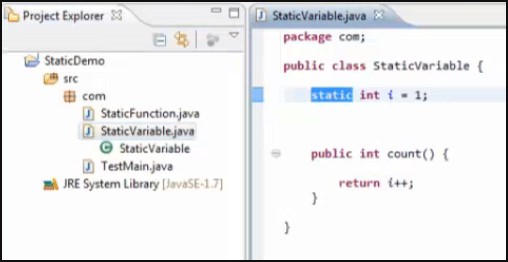 Project Explorer
StaticDemo
src
com
StaticFunction.java
StaticVariable.java
StaticVariable
TestMain.java
JRE System Library [JavaSE-1.7]
StaticVariable.java
package com;
public class StaticVariable {
static int i = 1;
public int count() {
return i++;
}
}